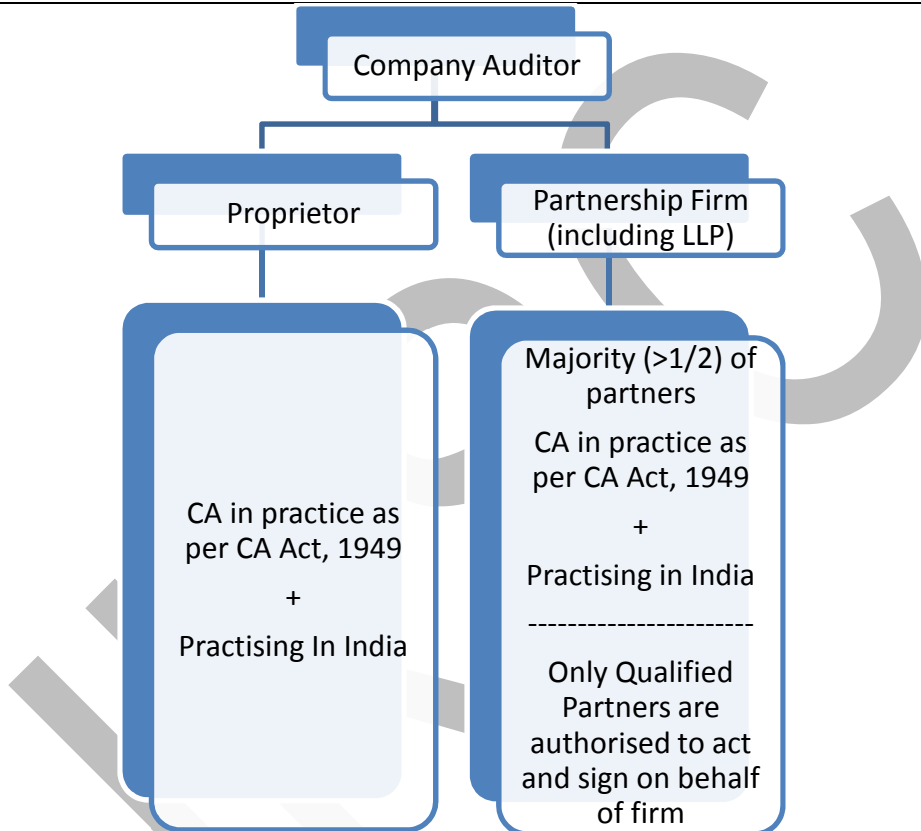 Company Auditor
Proprietor
Partnership Firm
(including LLP)
CA in practice as
per CA Act, 1949
+
Practising In India
Majority (>1/2) of
partners
CA in practice as
per CA Act, 1949
+
Practising in India
-----------------------
Only Qualified
Partners are
authorised to act
and sign on behalf
of firm